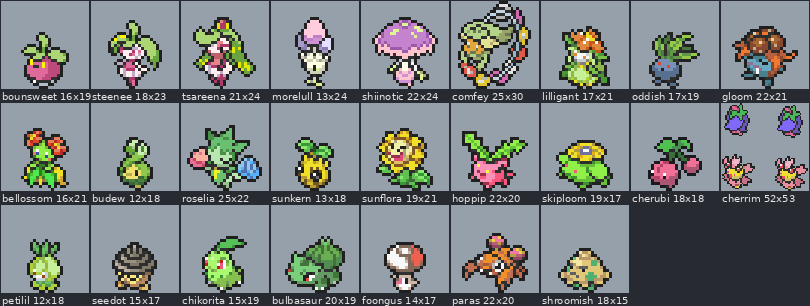 bounsweet 16x19 steenee 18x23 tsareena 21x24 morelull 13x24 shiinotic 22x24 comfey 25x30 lilligant 17x21 oddish 17x19 gloom 22x21
bellossom 16x21 budew 12x18 roselia 25x22 sunkern 13x18 sunflora 19x21 hoppip 22x20 skiploom 19x17 cherubi 18x18 cherrim 52x53
petilil 12x18 seedot 15x17 chikorita 15x19 bulbasaur 20x19 foongus 14x17 paras 22x20 shroomish 18x15